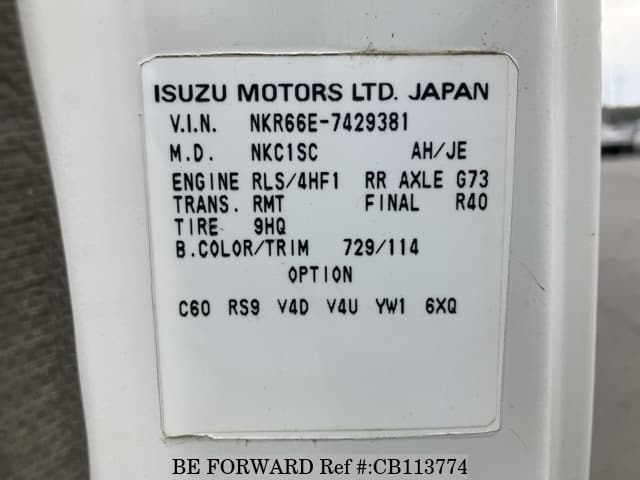 ISUZU MOTORS LTD. JAPAN
V.I.N. NKR66E-7429381
M.D. NKC1SC AH/JE
ENGINE RLS/4HF1 RR AXLE G73
TRANS. RMT FINAL R40
TIRE 9HQ
B.COLOR/TRIM 729/114
OPTION
C60 RS9 V4D V4U YW1 6XQ
BE FORWARD Ref #:CB113774